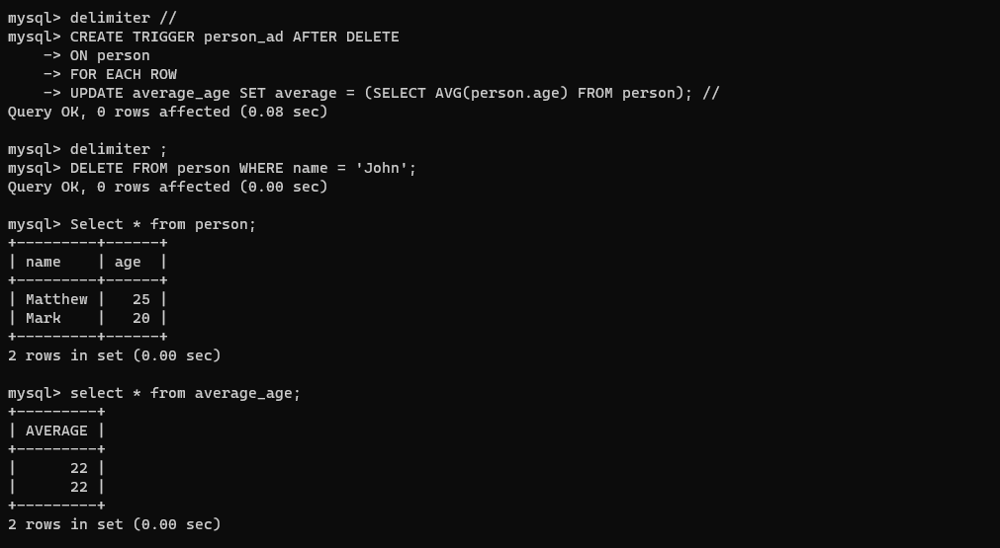 mysql> delimiter //
mysql> CREATE TRIGGER person_ad AFTER DELETE
    -> ON person
    -> FOR EACH ROW
    -> UPDATE average_age SET average = (SELECT AVG(person.age) FROM person); //
Query OK, 0 rows affected (0.08 sec)

mysql> delimiter ;
mysql> DELETE FROM person WHERE name = 'John';
Query OK, 0 rows affected (0.00 sec)

mysql> Select * from person;
+---------+------+
| name    | age  |
+---------+------+
| Matthew |   25 |
| Mark    |   20 |
+---------+------+
2 rows in set (0.00 sec)

mysql> select * from average_age;
+---------+
| AVERAGE |
+---------+
|      22 |
|      22 |
+---------+
2 rows in set (0.00 sec)